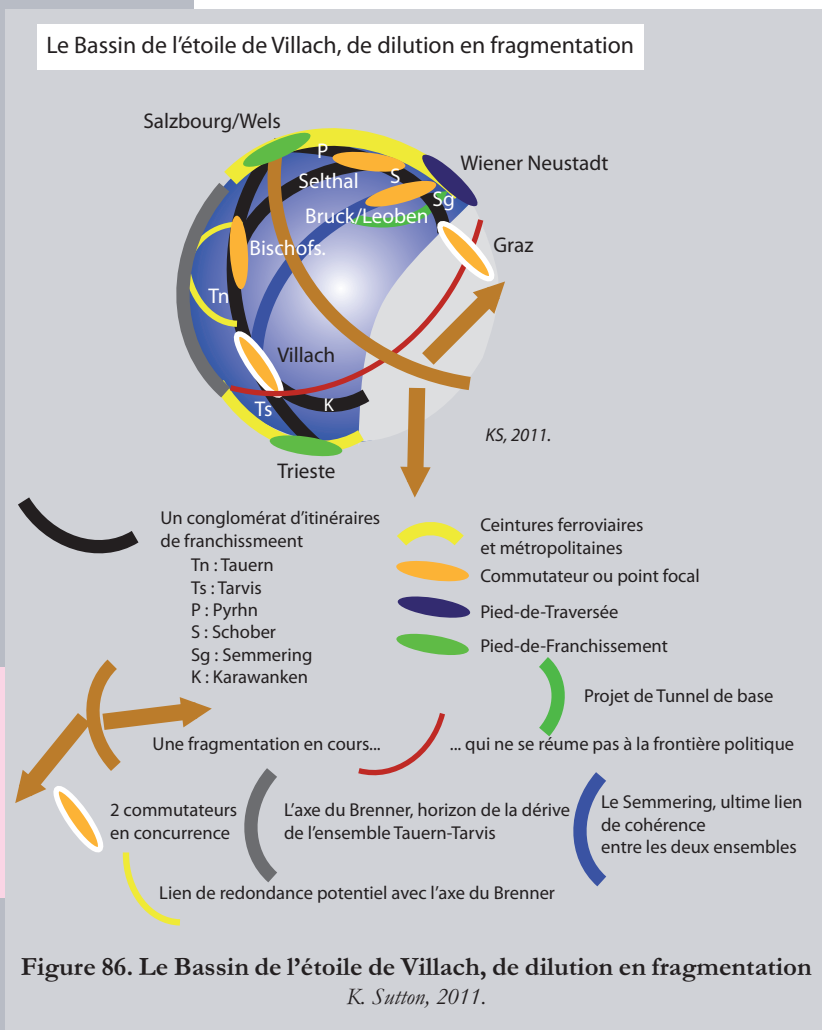 Le Bassin de l'étoile de Villach, de dilution en fragmentation
Salzbourg/Wels
P
Wiener Neustadt
Selthal
S
Sg
Bruck/Leoben
Graz
Bischofs.
Tn
Villach
Ts
K
KS, 2011.
Trieste
Un conglomérat d'itinéraires
de franchissmeent
Tn : Tauern
Ts : Tarvis
P : Pyrhn
S : Schober
Sg : Semmering
K : Karawanken
Ceintures ferroviaires
et métropolitaines
Commutateur ou point focal
Pied-de-Traversée
Pied-de-Franchissement
Projet de Tunnel de base
Une fragmentation en cours...
... qui ne se réume pas à la frontière politique
2 commutateurs
en concurrence
L'axe du Brenner, horizon de la dérive
de l'ensemble Tauern-Tarvis
Le Semmering, ultime lien
de cohérence
entre les deux ensembles
Lien de redondance potentiel avec l'axe du Brenner
Figure 86. Le Bassin de l'étoile de Villach, de dilution en fragmentation
K. Sutton, 2011.